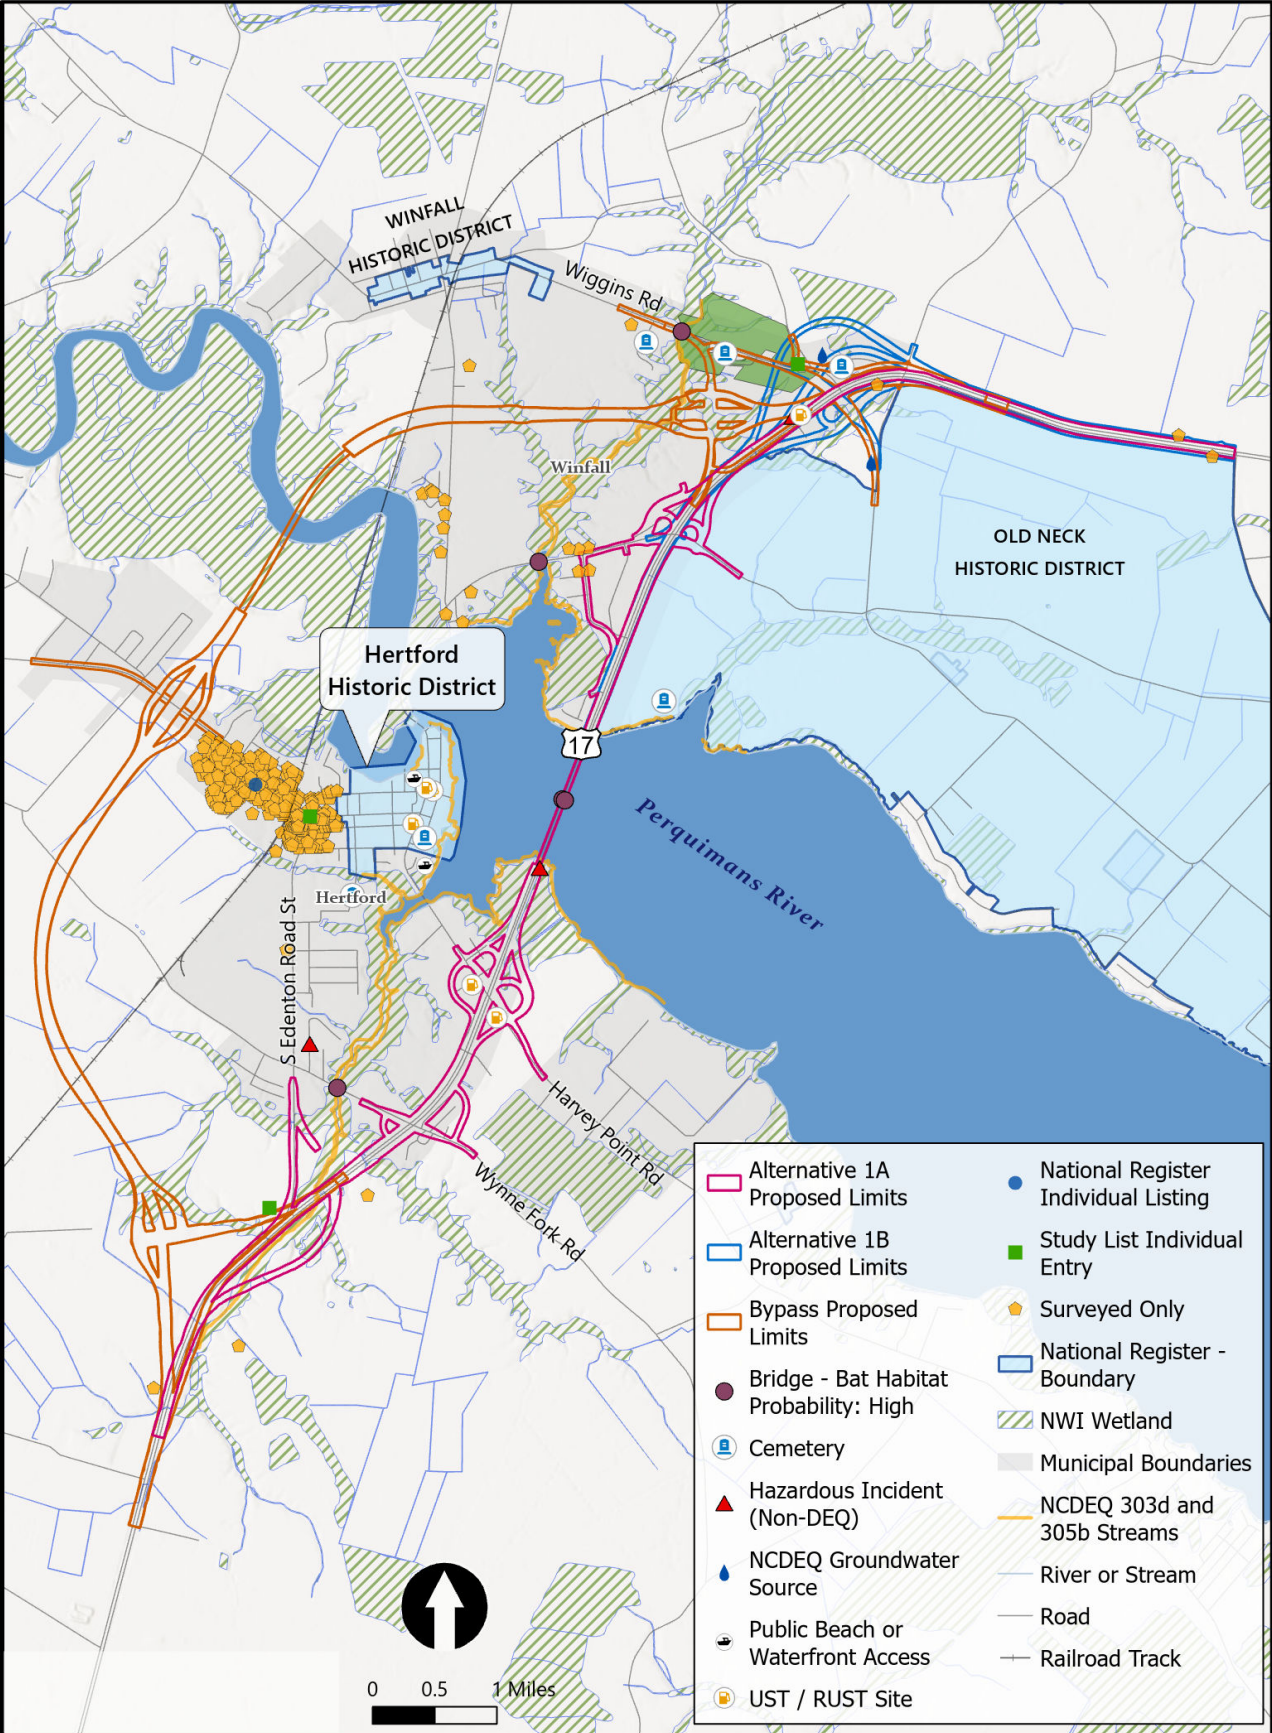 WINFALL
HISTORIC DISTRICT
Wiggins Rd
Winfall
OLD NECK
HISTORIC DISTRICT
Hertford
Historic District
17
Perquimans River
Hertford
S Edenton Road St
Harvey Point Rd
Wynne Fork Rd
0 0.5 1 Miles
Alternative 1A
Proposed Limits
Alternative 1B
Proposed Limits
Bypass Proposed
Limits
Bridge - Bat Habitat
Probability: High
Cemetery
Hazardous Incident
(Non-DEQ)
NCDEQ Groundwater
Source
Public Beach or
Waterfront Access
UST / RUST Site
National Register
Individual Listing
Study List Individual
Entry
Surveyed Only
National Register -
Boundary
NWI Wetland
Municipal Boundaries
NCDEQ 303d and
305b Streams
River or Stream
Road
Railroad Track